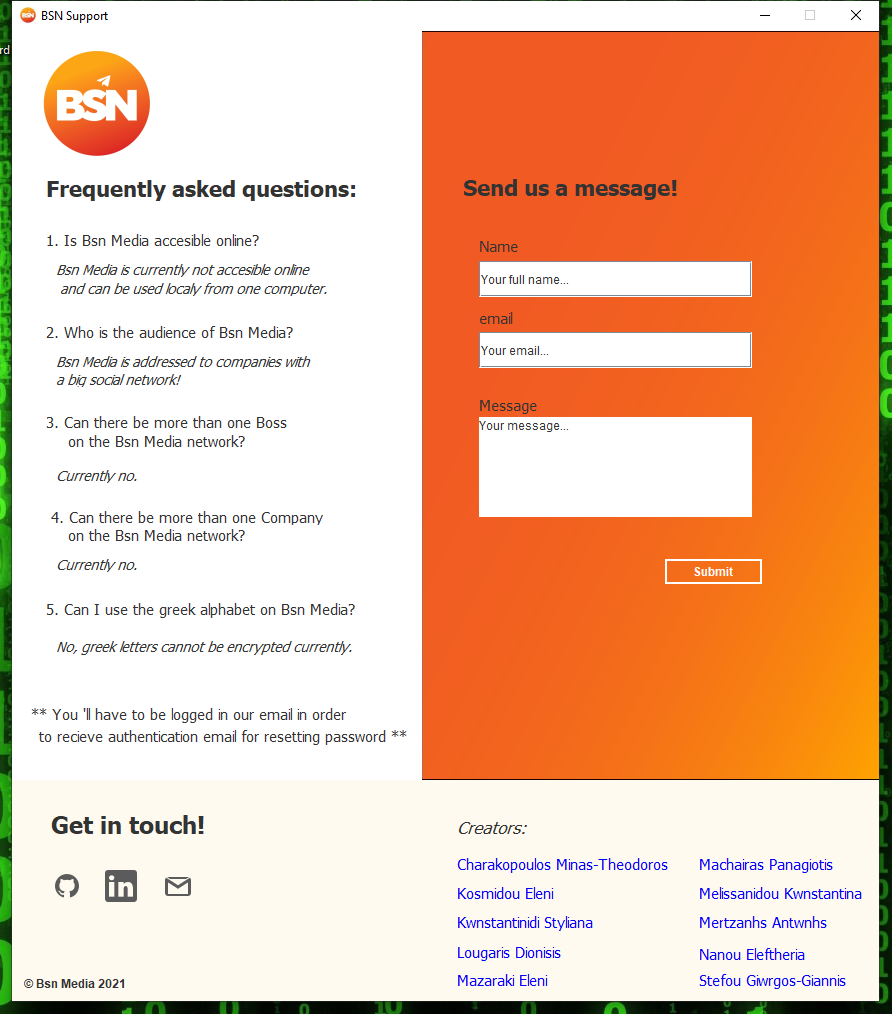 BSN BSN Support
rd
BSN
Frequently asked questions:
1. Is Bsn Media accesible online?
Bsn Media is currently not accesible online
and can be used localy from one computer.
2. Who is the audience of Bsn Media?
Bsn Media is addressed to companies with
a big social network!
3. Can there be more than one Boss
on the Bsn Media network?
Currently no.
4. Can there be more than one Company
on the Bsn Media network?
Currently no.
5. Can I use the greek alphabet on Bsn Media?
No, greek letters cannot be encrypted currently.
** You 'll have to be logged in our email in order
to recieve authentication email for resetting password **
Send us a message!
Name
Your full name...
email
Your email...
Message
Your message...
Submit
Get in touch!
in
© Bsn Media 2021
Creators:
Charakopoulos Minas-Theodoros
Kosmidou Eleni
Kwnstantinidi Styliana
Lougaris Dionisis
Mazaraki Eleni
Machairas Panagiotis
Melissanidou Kwnstantina
Mertzanhs Antwnhs
Nanou Eleftheria
Stefou Giwrgos-Giannis